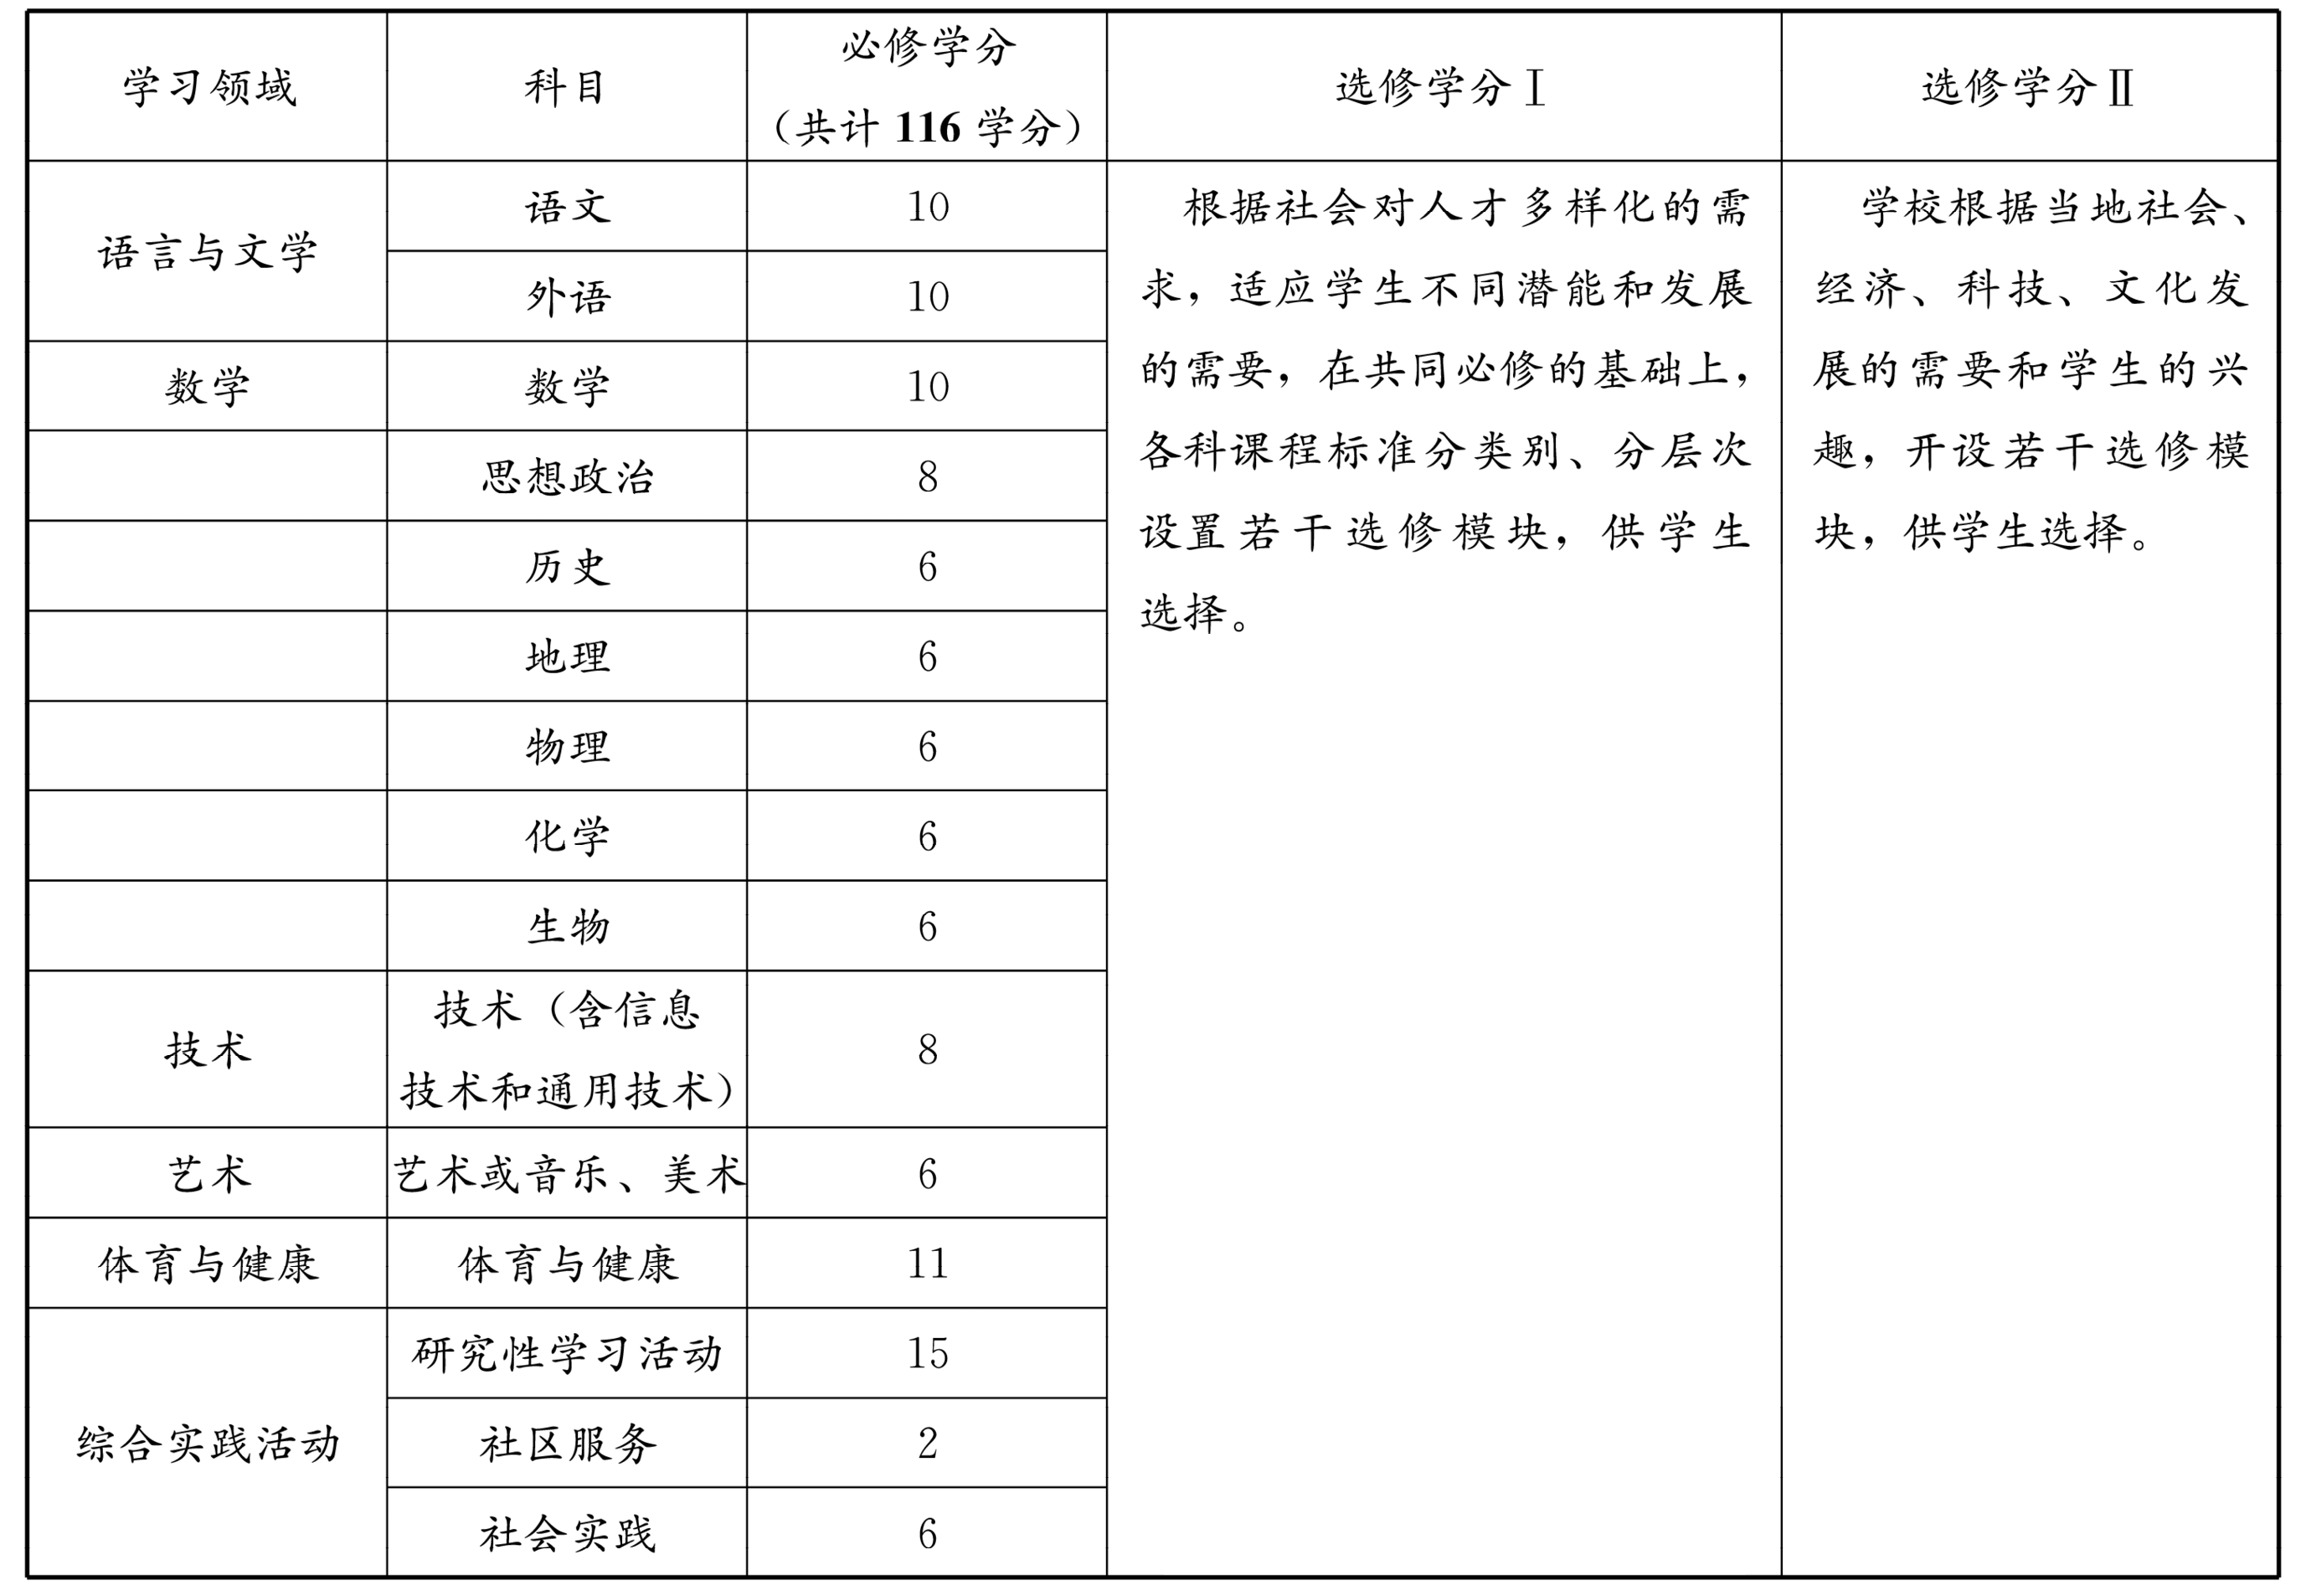 学习领域
科目
必修学分
（共计 116 学分）
选修学分Ⅰ
选修学分Ⅱ
语言与文学
语文
10
外语
10
数学
数学
10
思想政治
8
历史
6
地理
6
物理
6
化学
6
生物
6
技术
技术（含信息
技术和通用技术）
8
艺术
艺术或音乐、美术
6
体育与健康
体育与健康
11
综合实践活动
研究性学习活动
15
社区服务
2
社会实践
6
根据社会对人才多样化的需
求，适应学生不同潜能和发展
的需要，在共同必修的基础上，
各科课程标准分类别、分层次
设置若干选修模块，供学生
选择。
学校根据当地社会、
经济、科技、文化发
展的需要和学生的兴
趣，开设若干选修模
块，供学生选择。